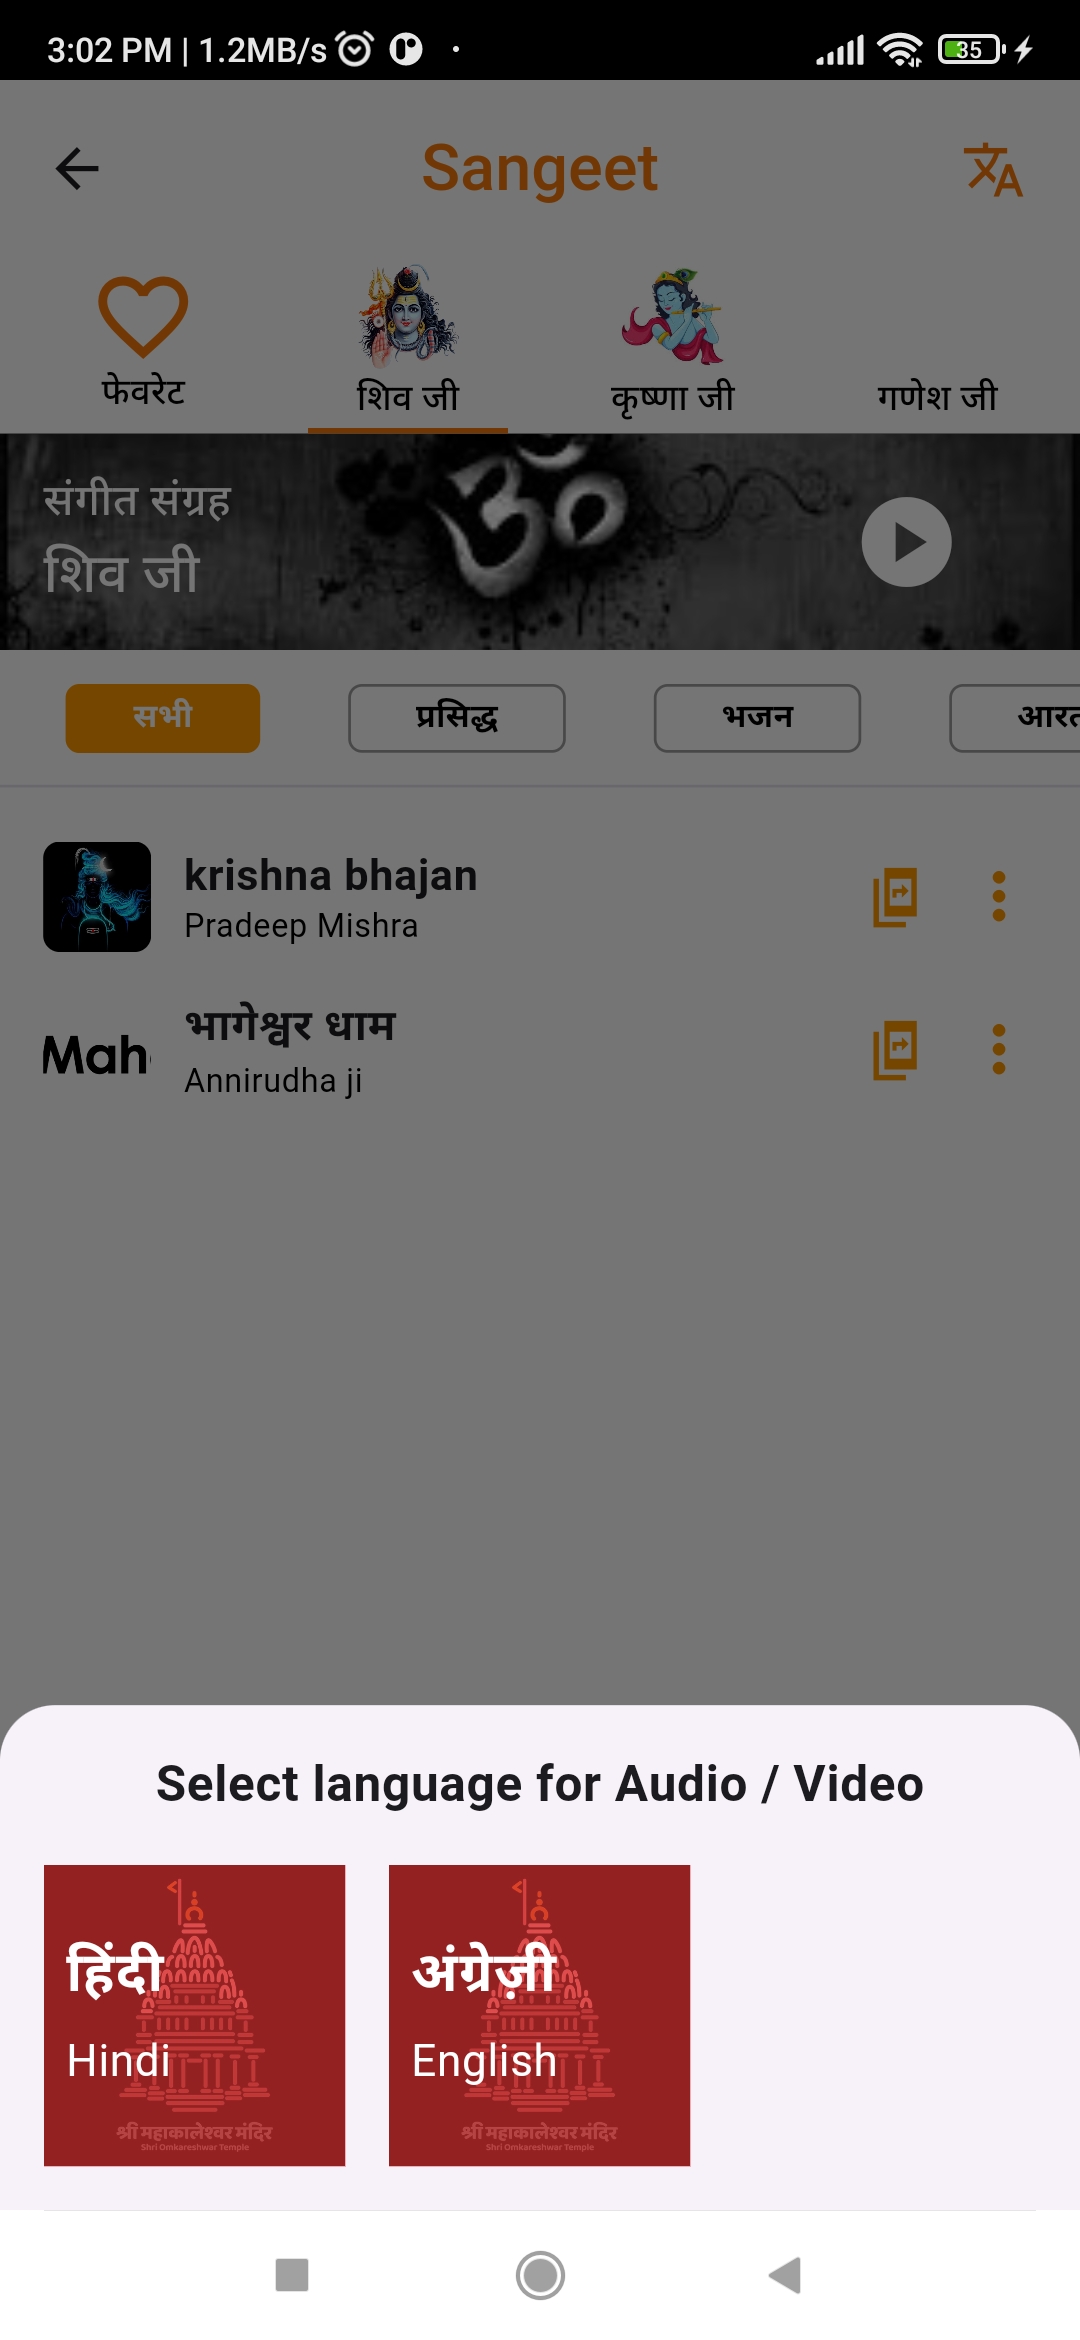 3:02 PM | 1.2MB/s
35
Sangeet
फेवरेट
शिव जी
कृष्णा जी
गणेश जी
संगीत संग्रह
शिव जी
सभी
प्रसिद्ध
भजन
krishna bhajan
Pradeep Mishra
Mah
भागेश्वर धाम
Annirudha ji
Select language for Audio / Video
हिंदी
Hindi
श्री महाकालेश्वर मंदिर
Shri Omkareshwar Temple
अंग्रेज़ी
English
श्री महाकालेश्वर मंदिर
Shri Omkareshwar Temple